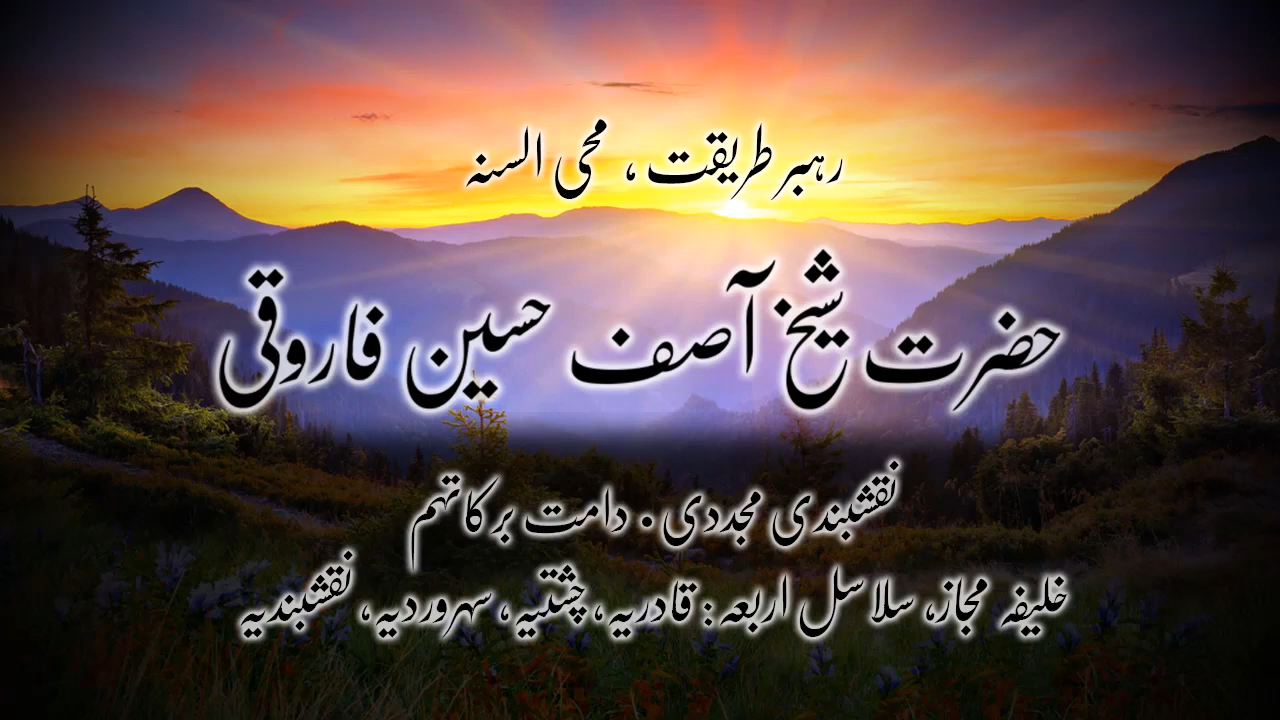 رہبر طریقت، محی السنہ
حضرت شیخ آصف حسین فاروقی
نقشبندی مجددی . دامت برکاتہم
خلیفہ مجاز، سلاسل اربعہ: قادریہ، چشتیہ، سہروردیہ، نقشبندیہ